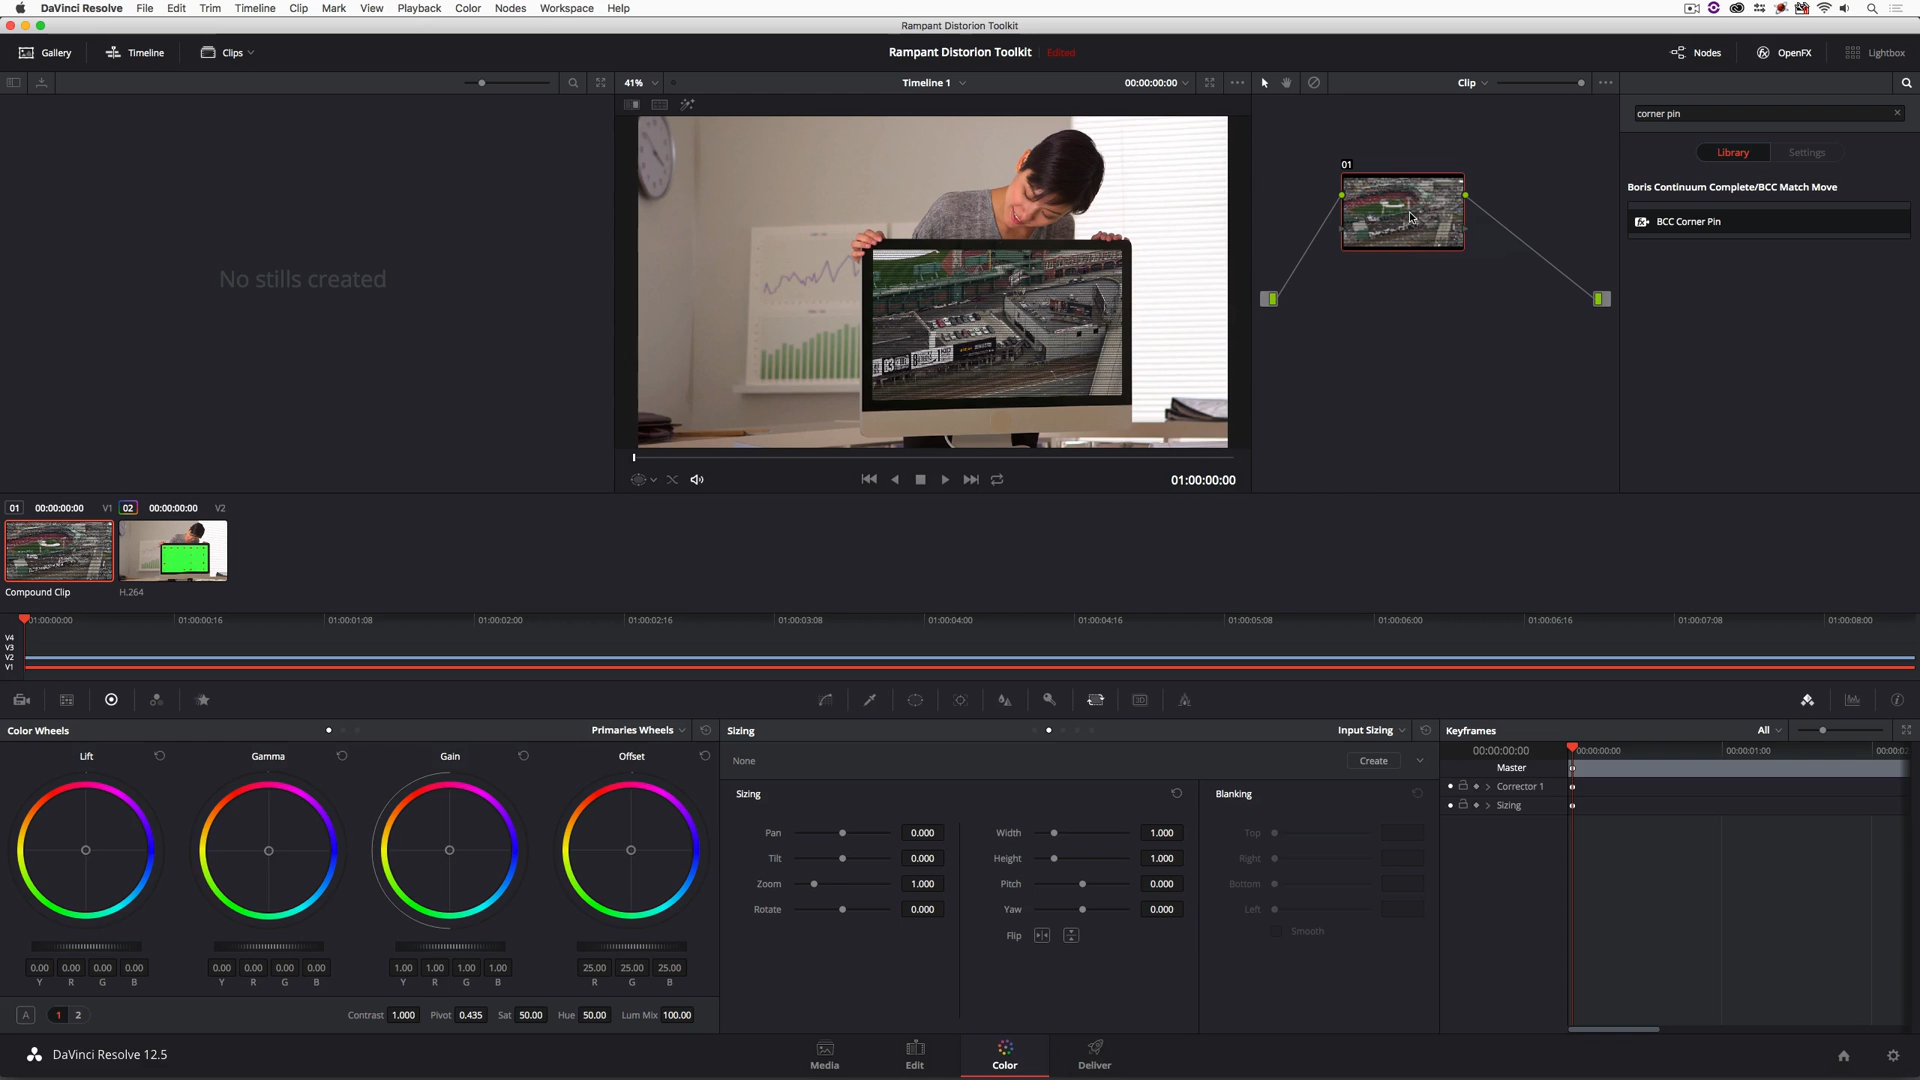 DaVinci Resolve File Edit Trim Timeline Clip Mark View Playback Color Nodes Workspace Help
Rampant Distorion Toolkit
Gallery Timeline Clips Rampant Distorion Toolkit Edited Nodes OpenFX Lightbox
41% Timeline 1 00:00:00:00 Clip
corner pin
01
Library Settings
Boris Continuum Complete/BCC Match Move
BCC Corner Pin
No stills created
01:00:00:00
01 00:00:00:00 V1 02 00:00:00:00 V2
Compound Clip H.264
01:00:00:00 01:00:00:16 01:00:01:08 01:00:02:00 01:00:02:16 01:00:03:08 01:00:04:00 01:00:04:16 01:00:05:08 01:00:06:00 01:00:06:16 01:00:07:08 01:00:08:00
V4
V3
V2
V1
3D
Color Wheels Primaries Wheels Sizing Input Sizing Keyframes All
Lift Gamma Gain Offset None Create 00:00:00:00 00:00:00:00 00:00:01:00 00:00:02
Master
Corrector 1
Sizing
Sizing Blanking
Pan 0.000 Width 1.000 Top
Tilt 0.000 Height 1.000 Right
Zoom 1.000 Pitch 0.000 Bottom
Rotate 0.000 Yaw 0.000 Left
Flip Smooth
0.00 0.00 0.00 0.00 0.00 0.00 0.00 0.00 1.00 1.00 1.00 1.00 25.00 25.00 25.00
Y R G B Y R G B Y R G B R G B
A 1 2 Contrast 1.000 Pivot 0.435 Sat 50.00 Hue 50.00 Lum Mix 100.00
DaVinci Resolve 12.5 Media Edit Color Deliver